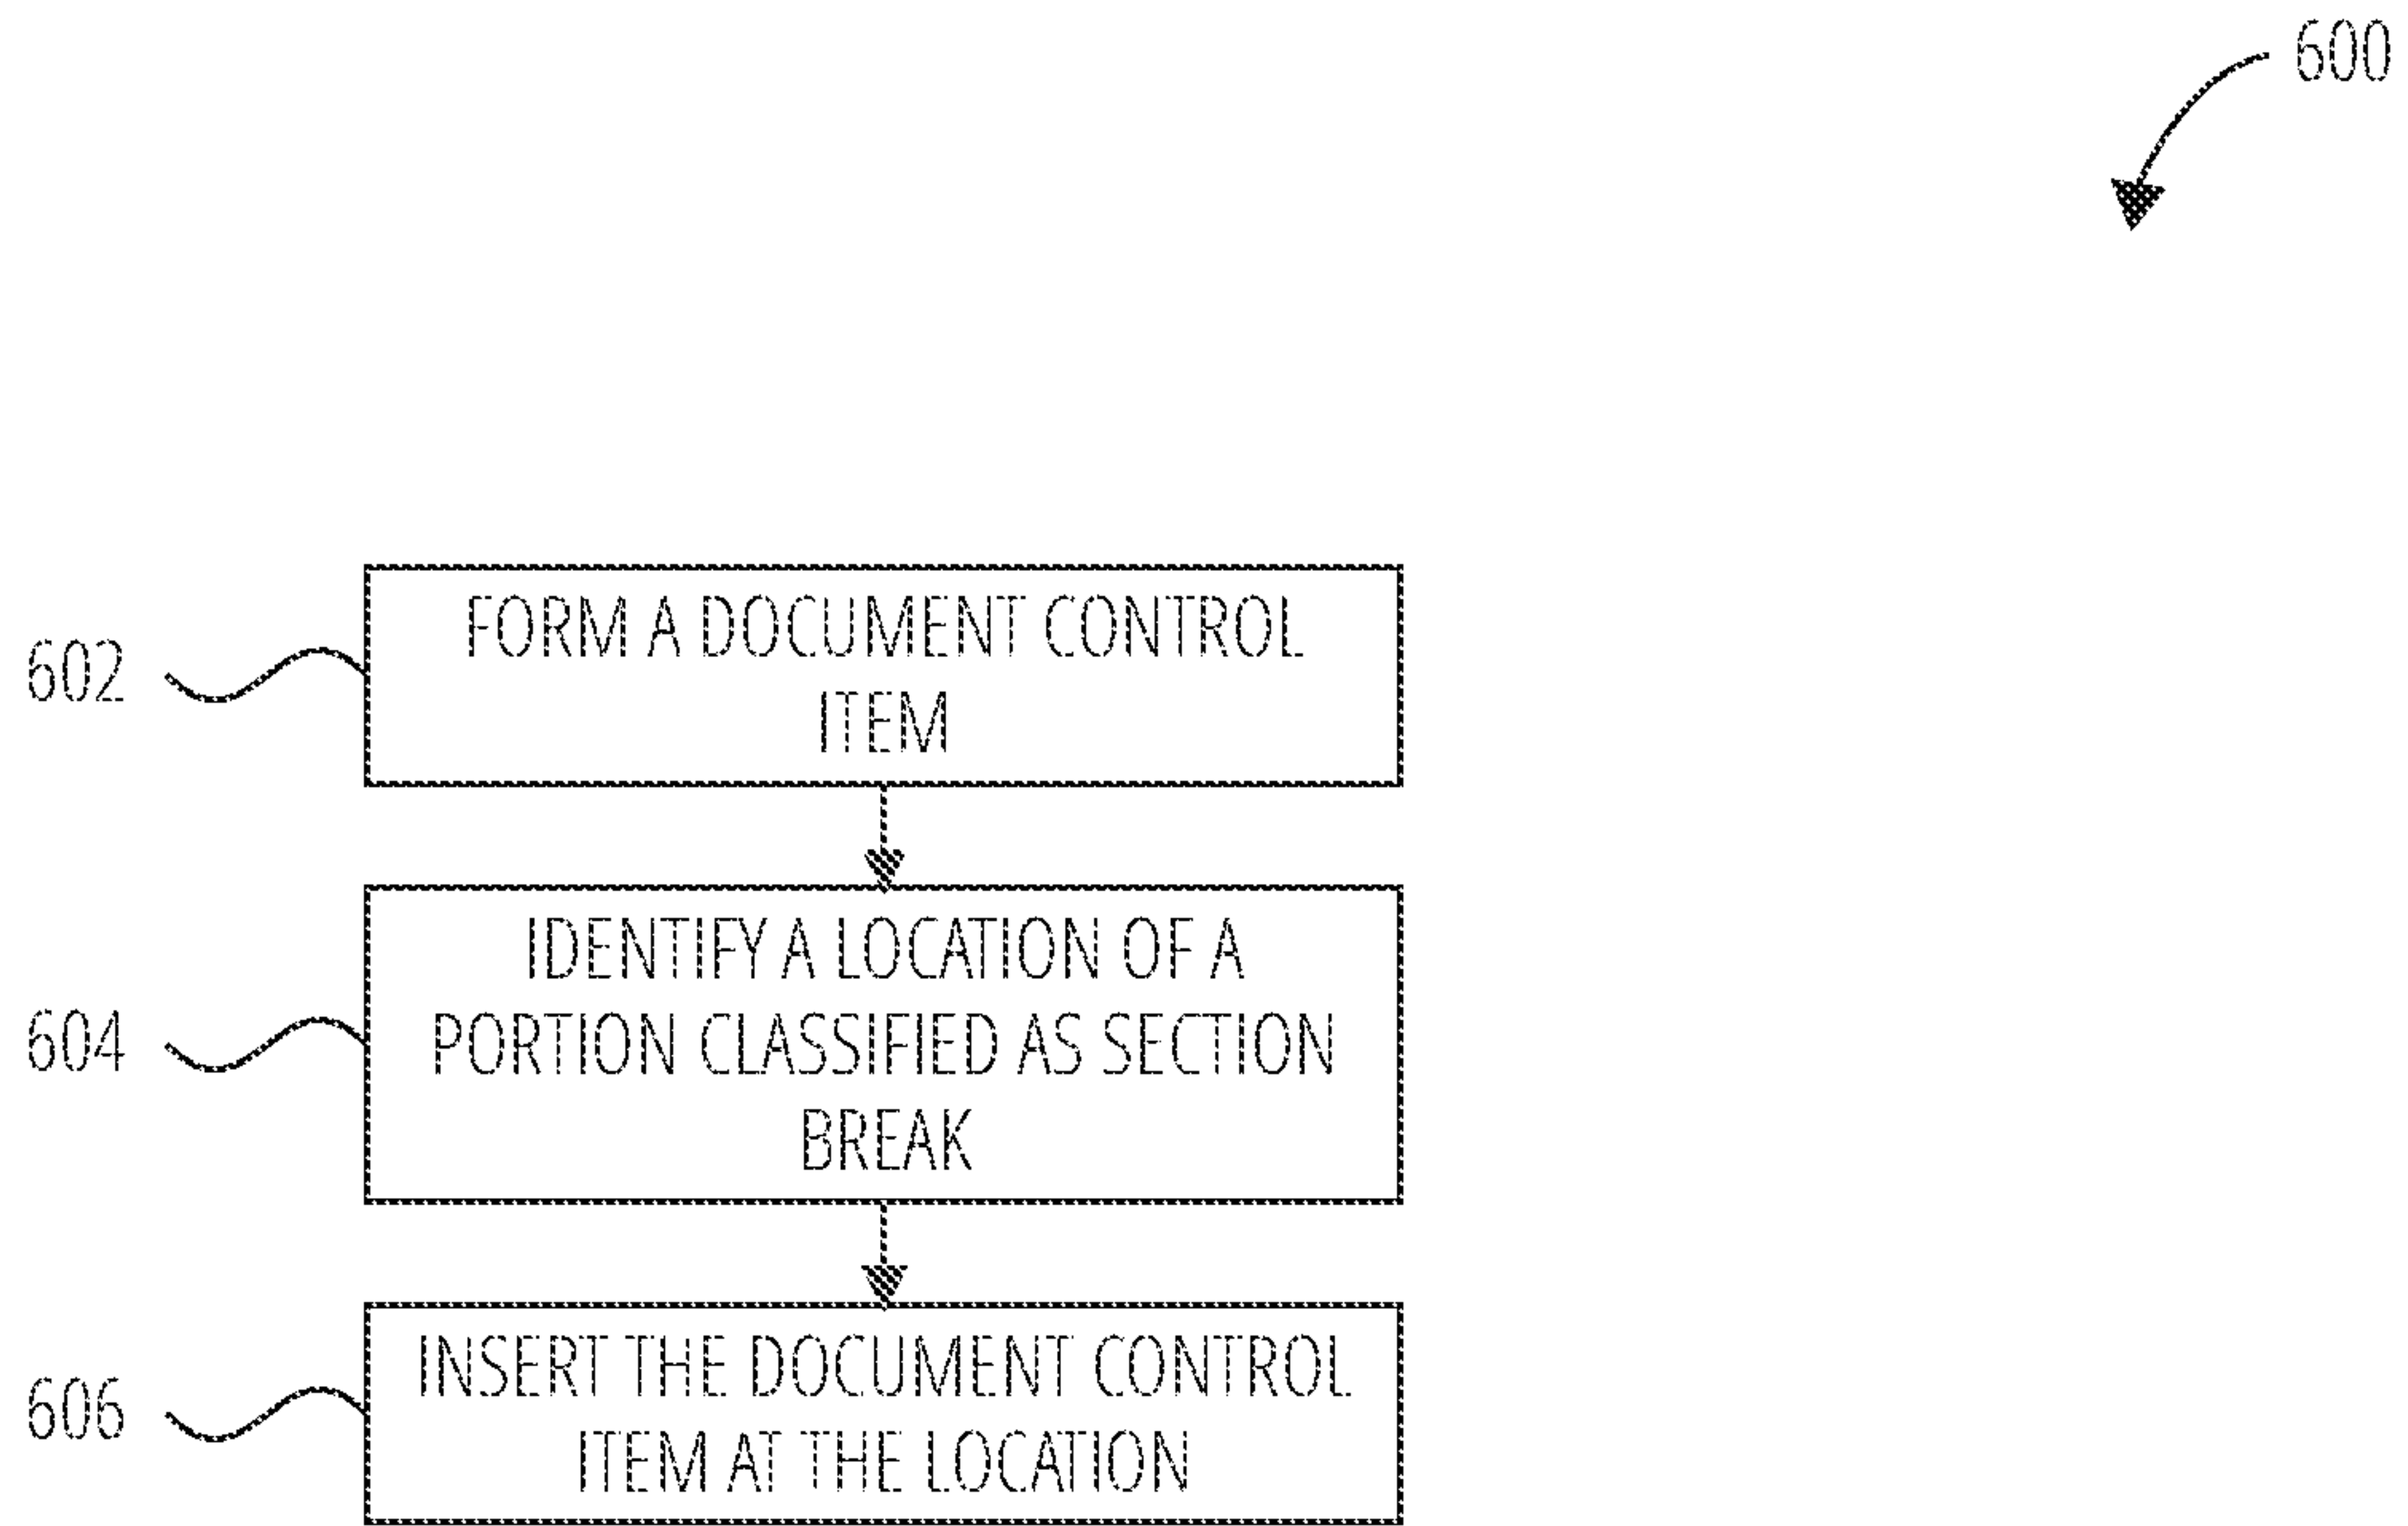 600
602
FORM A DOCUMENT CONTROL
ITEM
604
IDENTIFY A LOCATION OF A
PORTION CLASSIFIED AS SECTION
BREAK
606
INSERT THE DOCUMENT CONTROL
ITEM AT THE LOCATION